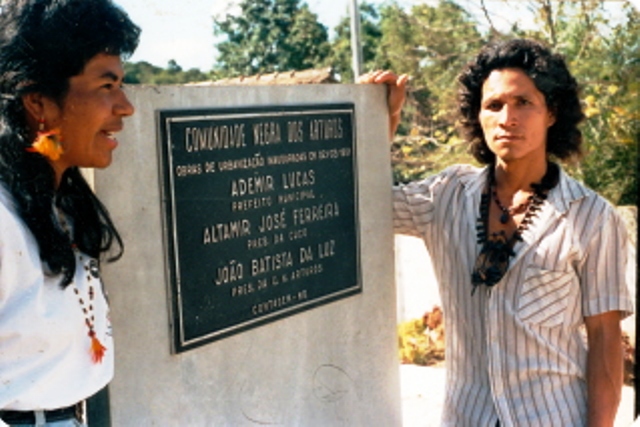 COMUNIDADE NEGRA DOS ARTUROS
OBRAS DE URBANIZAÇÃO INAUGURADAS EM
ADEMIR LUCAS
PREFEITO MUNICIPAL
ALTAMIR JOSÉ FERREIRA
PRES. DA CUCO
JOÃO BATISTA DA LUZ
PRES. DA C. N. ARTUROS
CONTAGEM-MG